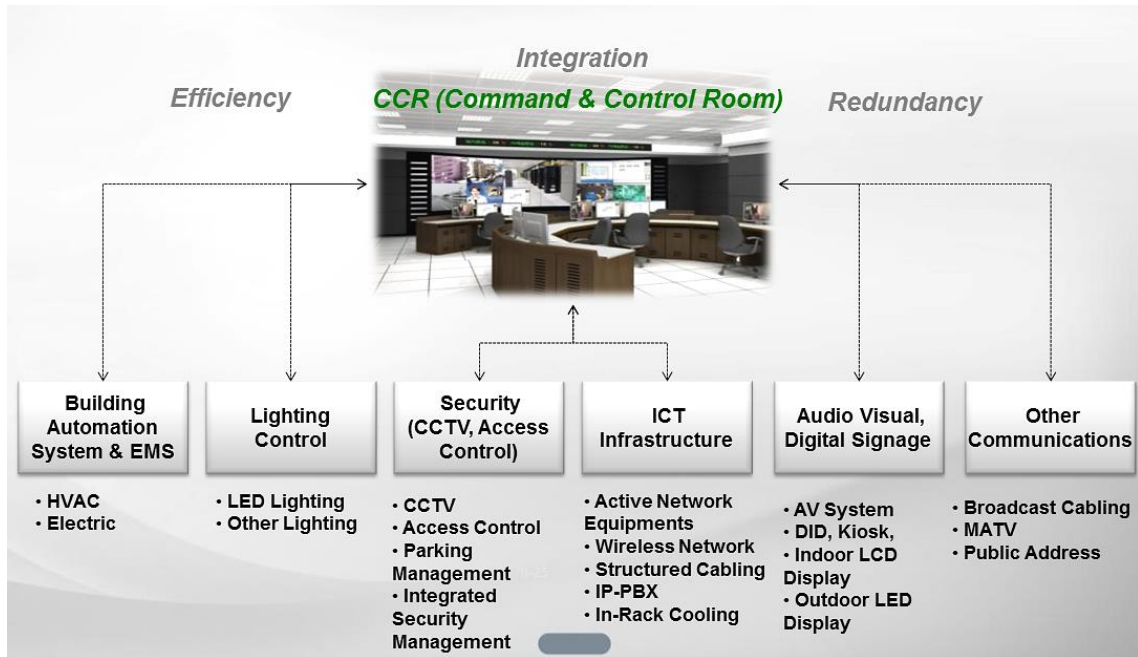 Integration
Efficiency
CCR (Command & Control Room)
Redundancy
Building
Automation
System & EMS
Lighting
Control
Security
(CCTV, Access
Control)
ICT
Infrastructure
Audio Visual,
Digital Signage
Other
Communications
• HVAC
• Electric
• LED Lighting
• Other Lighting
• CCTV
• Access Control
• Parking
Management
• Integrated
Security
Management
• Active Network
Equipments
• Wireless Network
• Structured Cabling
• IP-PBX
• In-Rack Cooling
• AV System
• DID, Kiosk,
• Indoor LCD
Display
• Outdoor LED
Display
• Broadcast Cabling
• MATV
• Public Address